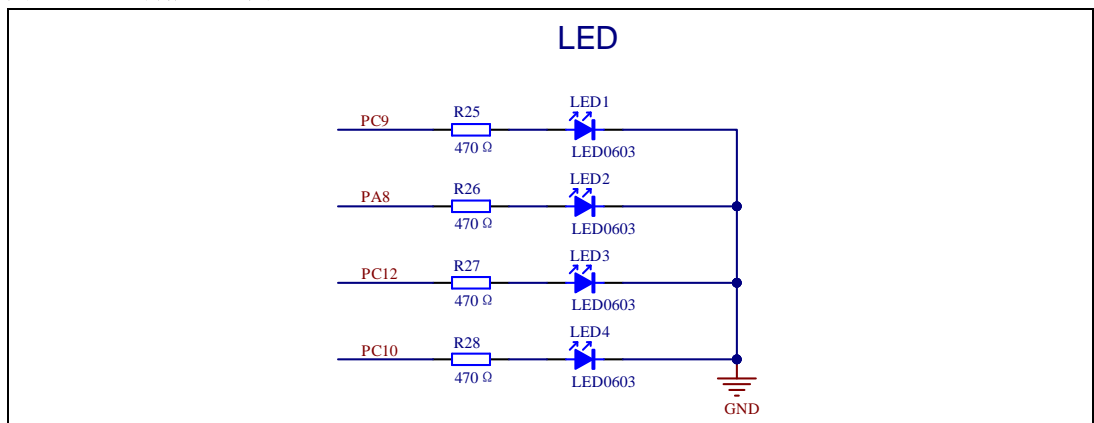 LED
PC9
R25
470 Ω
LED1
LED0603
PA8
R26
470 Ω
LED2
LED0603
PC12
R27
470 Ω
LED3
LED0603
PC10
R28
470 Ω
LED4
LED0603
GND